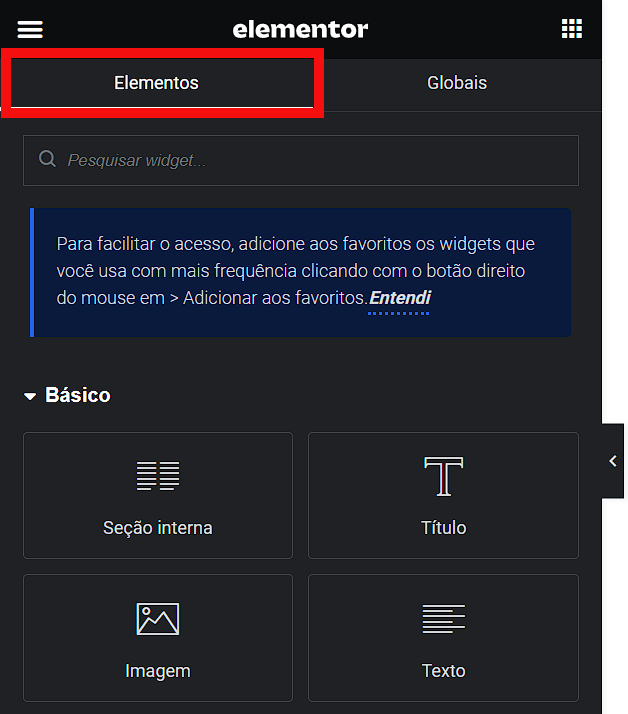 elementor
Elementos
Globais
Pesquisar widget...
Para facilitar o acesso, adicione aos favoritos os widgets que
você usa com mais frequência clicando com o botão direito
do mouse em > Adicionar aos favoritos.Entendi
Básico
Seção interna
Título
Imagem
Texto